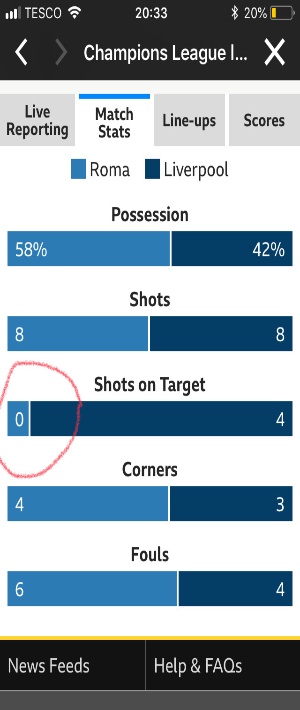 TESCO 20:33 20%
Champions League l...
Live Reporting
Match Stats
Line-ups
Scores
Roma Liverpool
Possession
58% 42%
Shots
8 8
Shots on Target
0 4
Corners
4 3
Fouls
6 4
News Feeds Help & FAQs